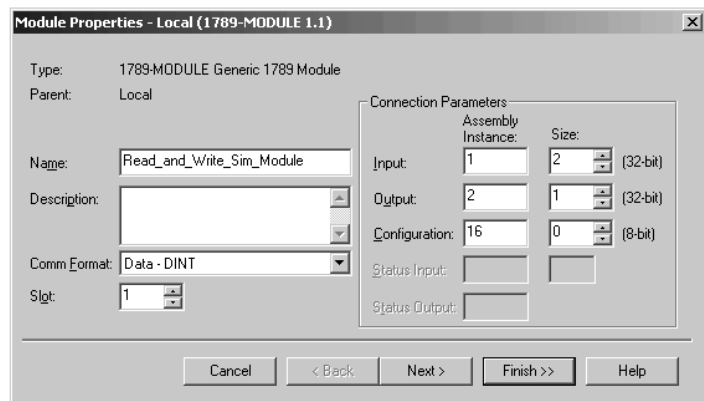 Module Properties - Local (1789-MODULE 1.1)
Type: 1789-MODULE Generic 1789 Module
Parent: Local
Connection Parameters
Assembly
Instance: Size:
Name: Read_and_Write_Sim_Module
Input: 1 2 (32-bit)
Description:
Output: 2 1 (32-bit)
Configuration: 16 0 (8-bit)
Comm Format: Data - DINT
Status Input:
Slot: 1
Status Output:
Cancel < Back Next > Finish >> Help